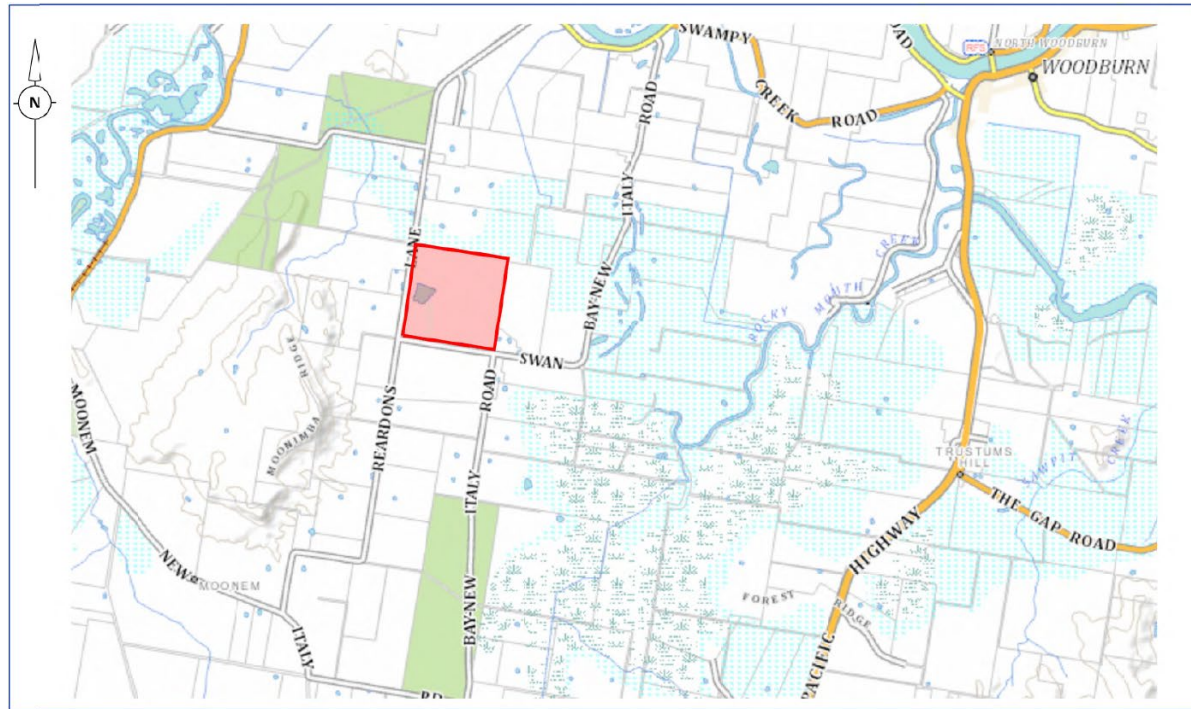 SWAMPY
CREEK
ROAD
ROAD
RFS
NORTH WOODBURN
WOODBURN
N
ROAD
ITALY
BAY-NEW
SWAN
LANE
REARDONS
ROAD
ITALY
BAY-NEW
ROCKY
MOUTH
CREEK
RIDGE
MOONIMBA
MOONEM
NEW
MOONEM
ITALY
RD
TRUSTUMS
HILL
SAWPIT
CREEK
THE GAP ROAD
HIGHWAY
PACIFIC
FOREST
RIDGE